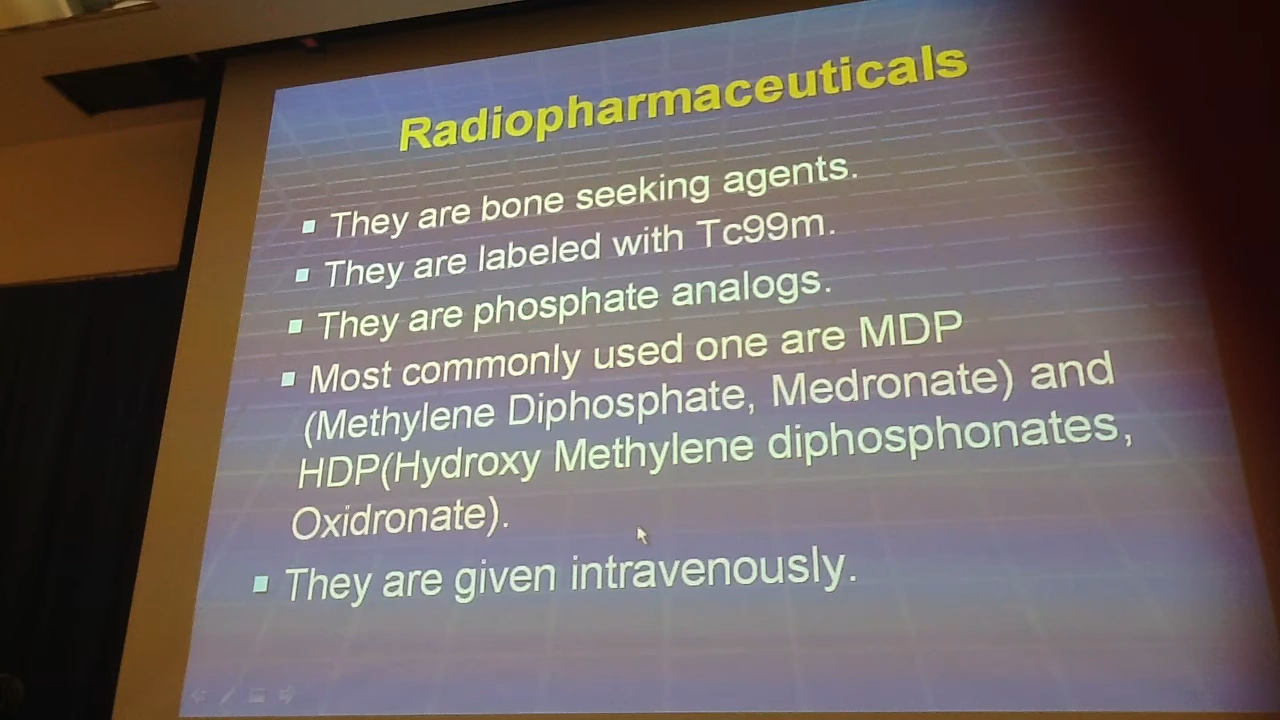 Radiopharmaceuticals
They are bone seeking agents.
They are labeled with Tc99m.
They are phosphate analogs.
Most commonly used one are MDP
(Methylene Diphosphate, Medronate) and
HDP(Hydroxy Methylene diphosphonates,
Oxidronate).
They are given intravenously.